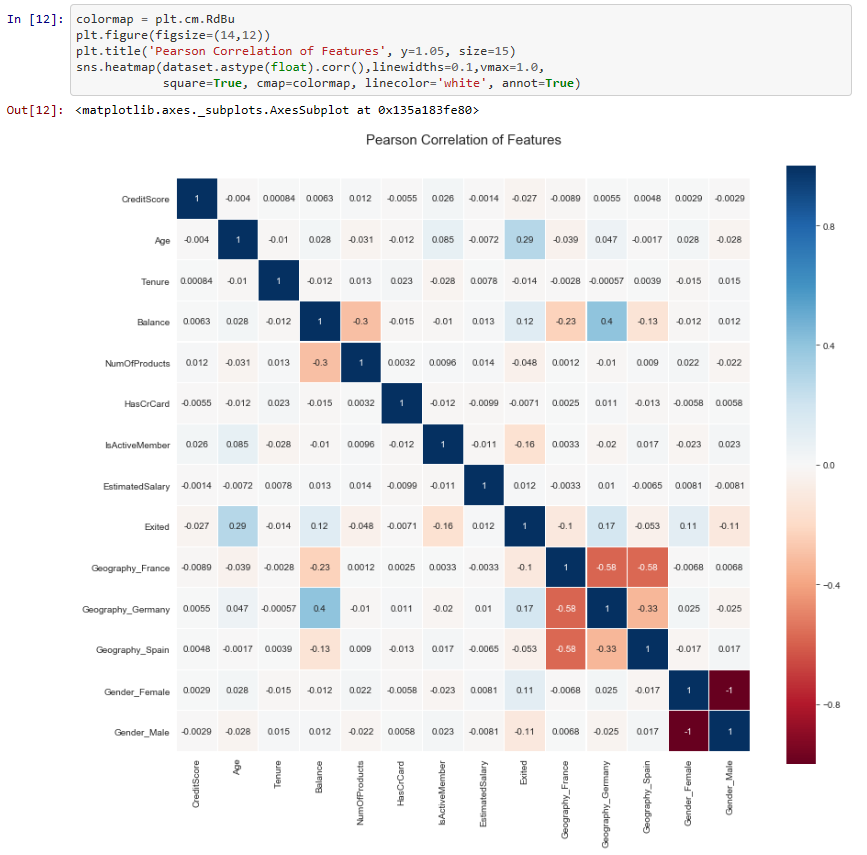 In [12]: colormap = plt.cm.RdBu
plt.figure(figsize=(14,12))
plt.title('Pearson Correlation of Features', y=1.05, size=15)
sns.heatmap(dataset.astype(float).corr(),linewidths=0.1,vmax=1.0,
square=True, cmap=colormap, linecolor='white', annot=True)
Out[12]: <matplotlib.axes._subplots.AxesSubplot at 0x135a183fe80>
Pearson Correlation of Features
CreditScore 1 -0.004 0.00084 0.0063 0.012 -0.0055 0.026 -0.0014 -0.027 -0.0089 0.0055 0.0048 0.0029 -0.0029
Age -0.004 1 -0.01 0.028 -0.031 -0.012 0.085 -0.0072 0.29 -0.039 0.047 -0.0017 0.028 -0.028
Tenure 0.00084 -0.01 1 -0.012 0.013 0.023 -0.028 0.0078 -0.014 -0.0028 -0.00057 0.0039 -0.015 0.015
Balance 0.0063 0.028 -0.012 1 -0.3 -0.015 -0.01 0.013 0.12 -0.23 0.4 -0.13 -0.012 0.012
NumOfProducts 0.012 -0.031 0.013 -0.3 1 0.0032 0.0096 0.014 -0.048 0.0012 -0.01 0.009 0.022 -0.022
HasCrCard -0.0055 -0.012 0.023 -0.015 0.0032 1 -0.012 -0.0099 -0.0071 0.0025 0.011 -0.013 -0.0058 0.0058
IsActiveMember 0.026 0.085 -0.028 -0.01 0.0096 -0.012 1 -0.011 -0.16 0.0033 -0.02 0.017 -0.023 0.023
EstimatedSalary -0.0014 -0.0072 0.0078 0.013 0.014 -0.0099 -0.011 1 0.012 -0.0033 0.01 -0.0065 0.0081 -0.0081
Exited -0.027 0.29 -0.014 0.12 -0.048 -0.0071 -0.16 0.012 1 -0.1 0.17 -0.053 0.11 -0.11
Geography_France -0.0089 -0.039 -0.0028 -0.23 0.0012 0.0025 0.0033 -0.0033 -0.1 1 -0.58 -0.58 -0.0068 0.0068
Geography_Germany 0.0055 0.047 -0.00057 0.4 -0.01 0.011 -0.02 0.01 0.17 -0.58 1 -0.33 0.025 -0.025
Geography_Spain 0.0048 -0.0017 0.0039 -0.13 0.009 -0.013 0.017 -0.0065 -0.053 -0.58 -0.33 1 -0.017 0.017
Gender_Female 0.0029 0.028 -0.015 -0.012 0.022 -0.0058 -0.023 0.0081 0.11 -0.0068 0.025 -0.017 1 -1
Gender_Male -0.0029 -0.028 0.015 0.012 -0.022 0.0058 0.023 -0.0081 -0.11 0.0068 -0.025 0.017 -1 1
CreditScore
Age
Tenure
Balance
NumOfProducts
HasCrCard
IsActiveMember
EstimatedSalary
Exited
Geography_France
Geography_Germany
Geography_Spain
Gender_Female
Gender_Male
0.8
0.4
0.0
−0.4
−0.8